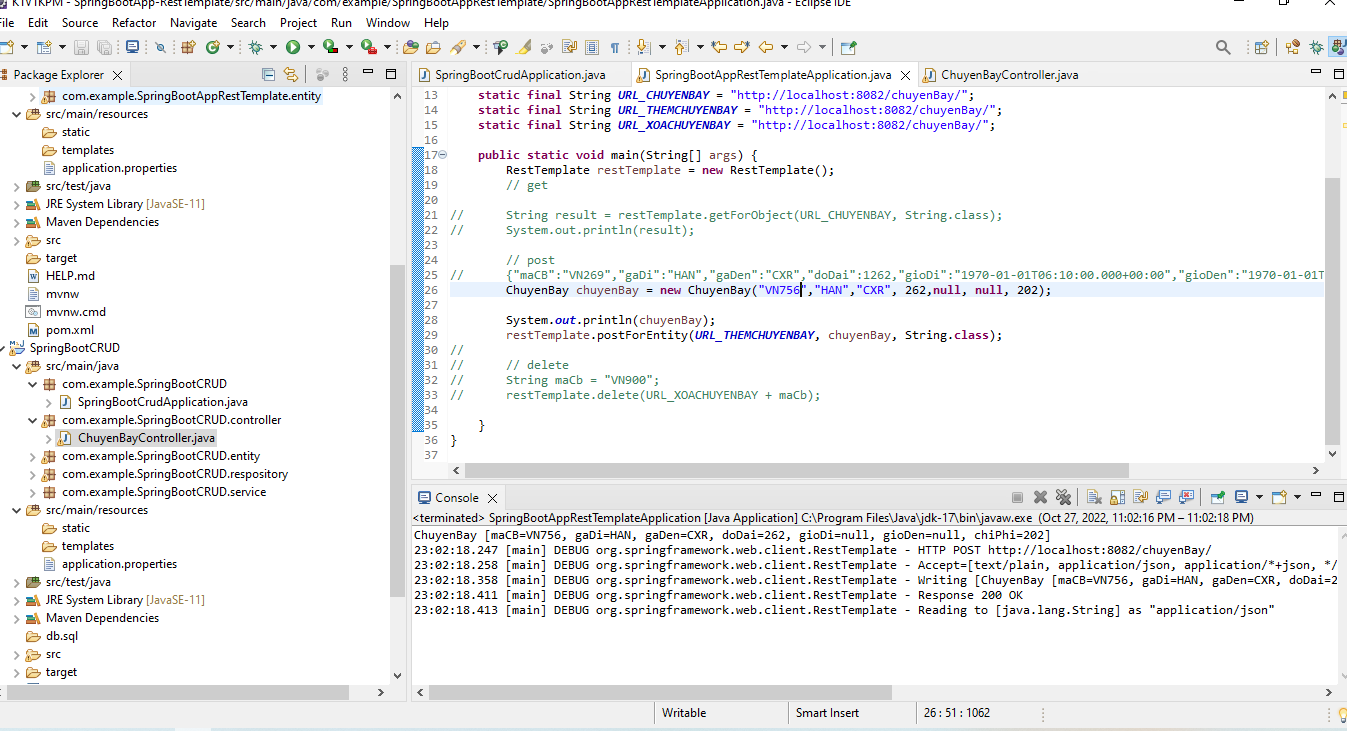 KTVTKPM - SpringBootApp-RestTemplate/src/main/java/com/example/SpringBootAppRestTemplate/SpringBootAppRestTemplateApplication.java - Eclipse IDE
File Edit Source Refactor Navigate Search Project Run Window Help
Package Explorer
com.example.SpringBootAppRestTemplate.entity
src/main/resources
static
templates
application.properties
src/test/java
JRE System Library [JavaSE-11]
Maven Dependencies
src
target
HELP.md
mvnw
mvnw.cmd
pom.xml
SpringBootCRUD
src/main/java
com.example.SpringBootCRUD
SpringBootCrudApplication.java
com.example.SpringBootCRUD.controller
ChuyenBayController.java
com.example.SpringBootCRUD.entity
com.example.SpringBootCRUD.respository
com.example.SpringBootCRUD.service
src/main/resources
static
templates
application.properties
src/test/java
JRE System Library [JavaSE-11]
Maven Dependencies
db.sql
src
target
SpringBootCrudApplication.java SpringBootAppRestTemplateApplication.java ChuyenBayController.java
13 static final String URL_CHUYENBAY = "http://localhost:8082/chuyenBay/";
14 static final String URL_THEMCHUYENBAY = "http://localhost:8082/chuyenBay/";
15 static final String URL_XOACHUYENBAY = "http://localhost:8082/chuyenBay/";
16
17 public static void main(String[] args) {
18 RestTemplate restTemplate = new RestTemplate();
19 // get
20
21 // String result = restTemplate.getForObject(URL_CHUYENBAY, String.class);
22 // System.out.println(result);
23
24 // post
25 // {"maCB":"VN269","gaDi":"HAN","gaDen":"CXR","doDai":1262,"gioDi":"1970-01-01T06:10:00.000+00:00","gioDen":"1970-01-01T
26 ChuyenBay chuyenBay = new ChuyenBay("VN756","HAN","CXR", 262,null, null, 202);
27
28 System.out.println(chuyenBay);
29 restTemplate.postForEntity(URL_THEMCHUYENBAY, chuyenBay, String.class);
30 //
31 // // delete
32 // String maCb = "VN900";
33 // restTemplate.delete(URL_XOACHUYENBAY + maCb);
34
35 }
36 }
37
Console
<terminated> SpringBootAppRestTemplateApplication [Java Application] C:\Program Files\Java\jdk-17\bin\javaw.exe (Oct 27, 2022, 11:02:16 PM – 11:02:18 PM)
ChuyenBay [maCB=VN756, gaDi=HAN, gaDen=CXR, doDai=262, gioDi=null, gioDen=null, chiPhi=202]
23:02:18.247 [main] DEBUG org.springframework.web.client.RestTemplate - HTTP POST http://localhost:8082/chuyenBay/
23:02:18.258 [main] DEBUG org.springframework.web.client.RestTemplate - Accept=[text/plain, application/json, application/*+json, */
23:02:18.358 [main] DEBUG org.springframework.web.client.RestTemplate - Writing [ChuyenBay [maCB=VN756, gaDi=HAN, gaDen=CXR, doDai=2
23:02:18.411 [main] DEBUG org.springframework.web.client.RestTemplate - Response 200 OK
23:02:18.413 [main] DEBUG org.springframework.web.client.RestTemplate - Reading to [java.lang.String] as "application/json"
Writable Smart Insert 26 : 51 : 1062